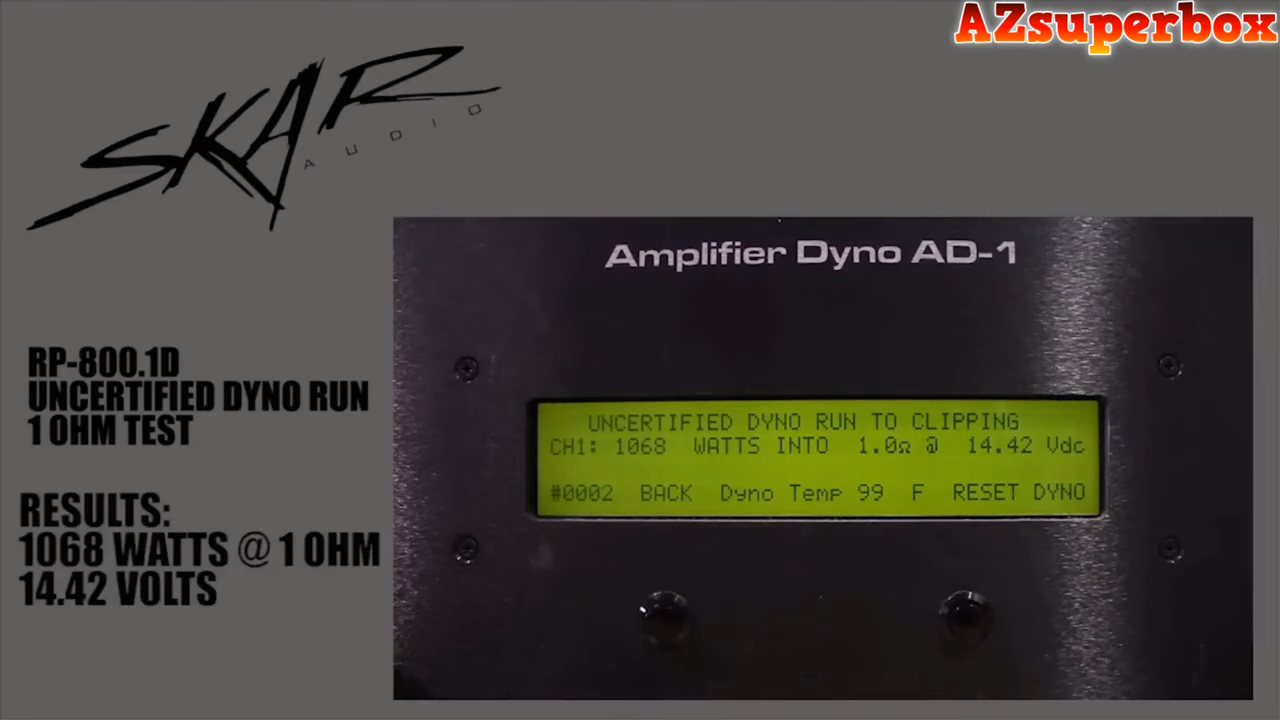 AZsuperbox
SKAR
AUDIO
Amplifier Dyno AD-1
RP-800.1D
UNCERTIFIED DYNO RUN
1 OHM TEST
UNCERTIFIED DYNO RUN TO CLIPPING
CH1: 1068 WATTS INTO 1.0Ω @ 14.42 Vdc
#0002 BACK Dyno Temp 99 F RESET DYNO
RESULTS:
1068 WATTS @ 1 OHM
14.42 VOLTS